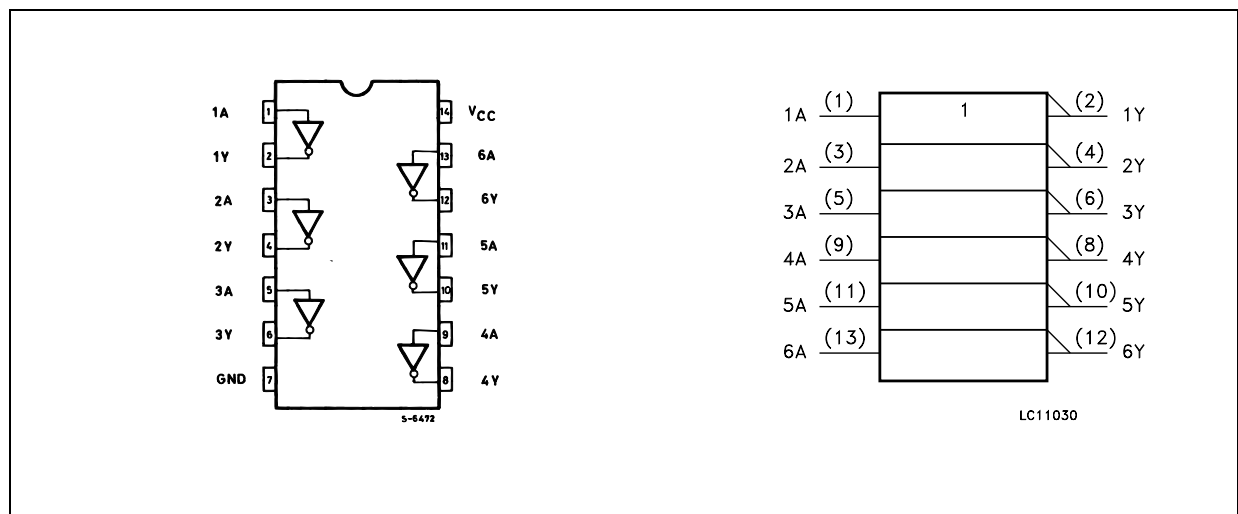 1A 1 14 VCC
1Y 2 13 6A
2A 3 12 6Y
2Y 4 11 5A
3A 5 10 5Y
3Y 6 9 4A
GND 7 8 4Y
S-6472
1A (1) 1 (2) 1Y
2A (3) (4) 2Y
3A (5) (6) 3Y
4A (9) (8) 4Y
5A (11) (10) 5Y
6A (13) (12) 6Y
LC11030